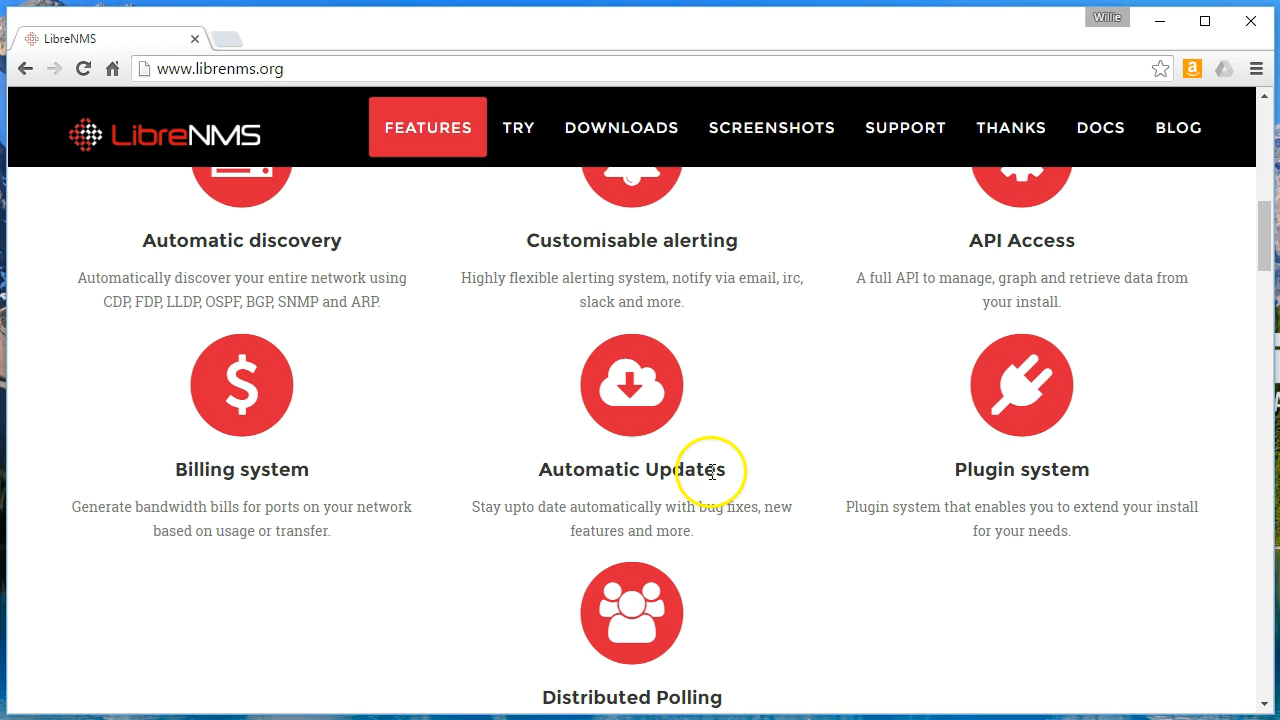 Willie
LibreNMS
www.librenms.org
LibreNMS
FEATURES TRY DOWNLOADS SCREENSHOTS SUPPORT THANKS DOCS BLOG
Automatic discovery
Automatically discover your entire network using
CDP, FDP, LLDP, OSPF, BGP, SNMP and ARP.
Customisable alerting
Highly flexible alerting system, notify via email, irc,
slack and more.
API Access
A full API to manage, graph and retrieve data from
your install.
Billing system
Generate bandwidth bills for ports on your network
based on usage or transfer.
Automatic Updates
Stay upto date automatically with bug fixes, new
features and more.
Plugin system
Plugin system that enables you to extend your install
for your needs.
Distributed Polling